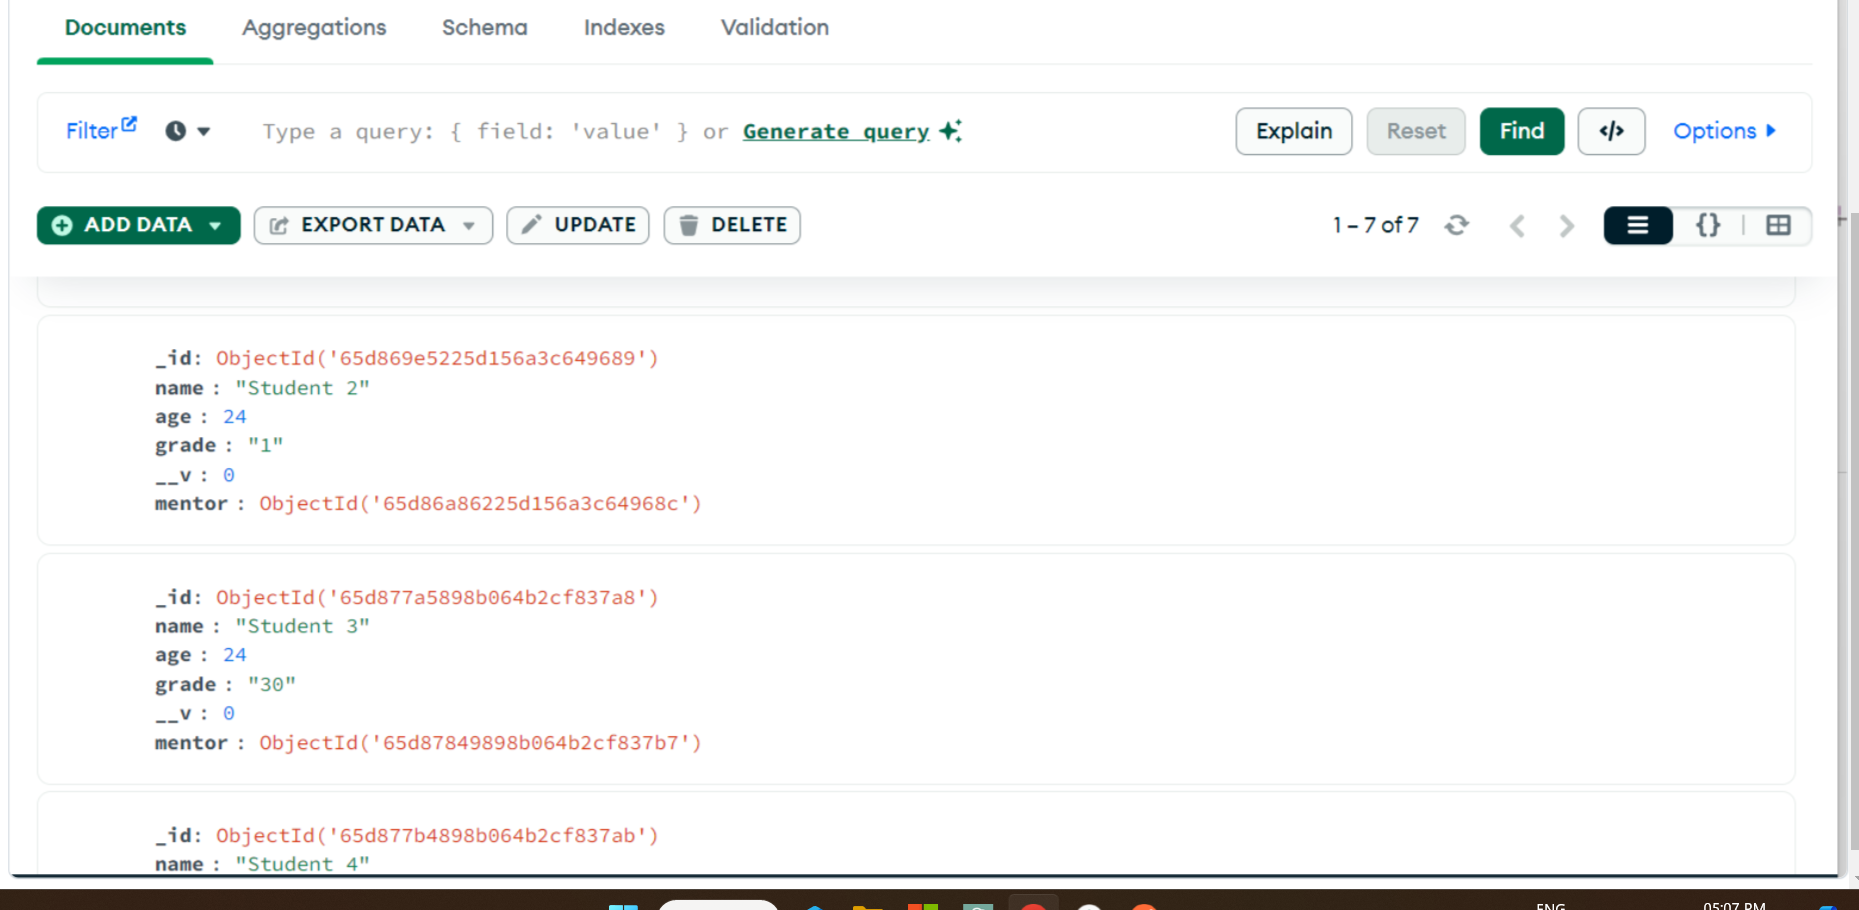 Documents Aggregations Schema Indexes Validation
Filter Type a query: { field: 'value' } or Generate query Explain Reset Find </> Options
ADD DATA EXPORT DATA UPDATE DELETE 1 – 7 of 7 {}
_id: ObjectId('65d869e5225d156a3c649689')
name : "Student 2"
age : 24
grade : "1"
__v : 0
mentor : ObjectId('65d86a86225d156a3c64968c')
_id: ObjectId('65d877a5898b064b2cf837a8')
name : "Student 3"
age : 24
grade : "30"
__v : 0
mentor : ObjectId('65d87849898b064b2cf837b7')
_id: ObjectId('65d877b4898b064b2cf837ab')
name : "Student 4"
ENG 05:07 PM